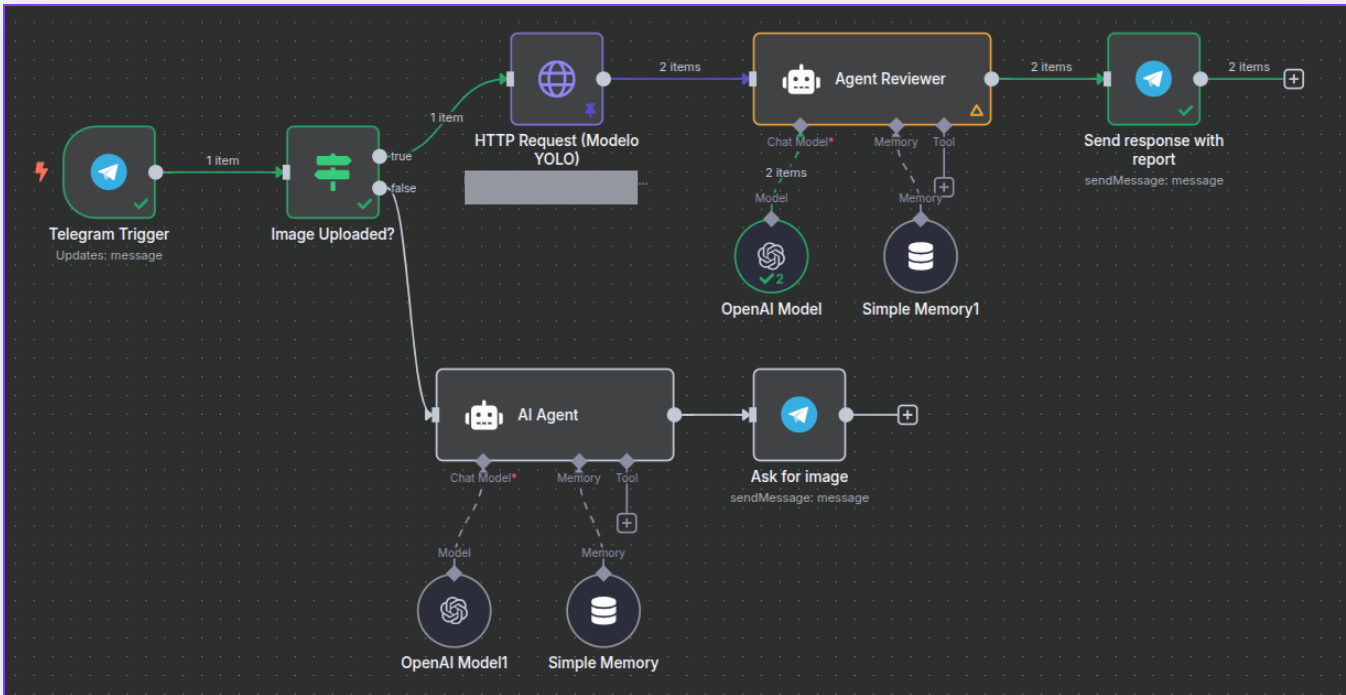 1 item
true
false
Telegram Trigger
Updates: message
Image Uploaded?
1 item
HTTP Request (Modelo
YOLO)
...
2 items
Agent Reviewer
Chat Model*
Memory
Tool
2 items
Model
2
OpenAI Model
Memory
Simple Memory1
2 items
Send response with
report
sendMessage: message
2 items
AI Agent
Chat Model*
Memory
Tool
Model
OpenAI Model1
Memory
Simple Memory
Ask for image
sendMessage: message